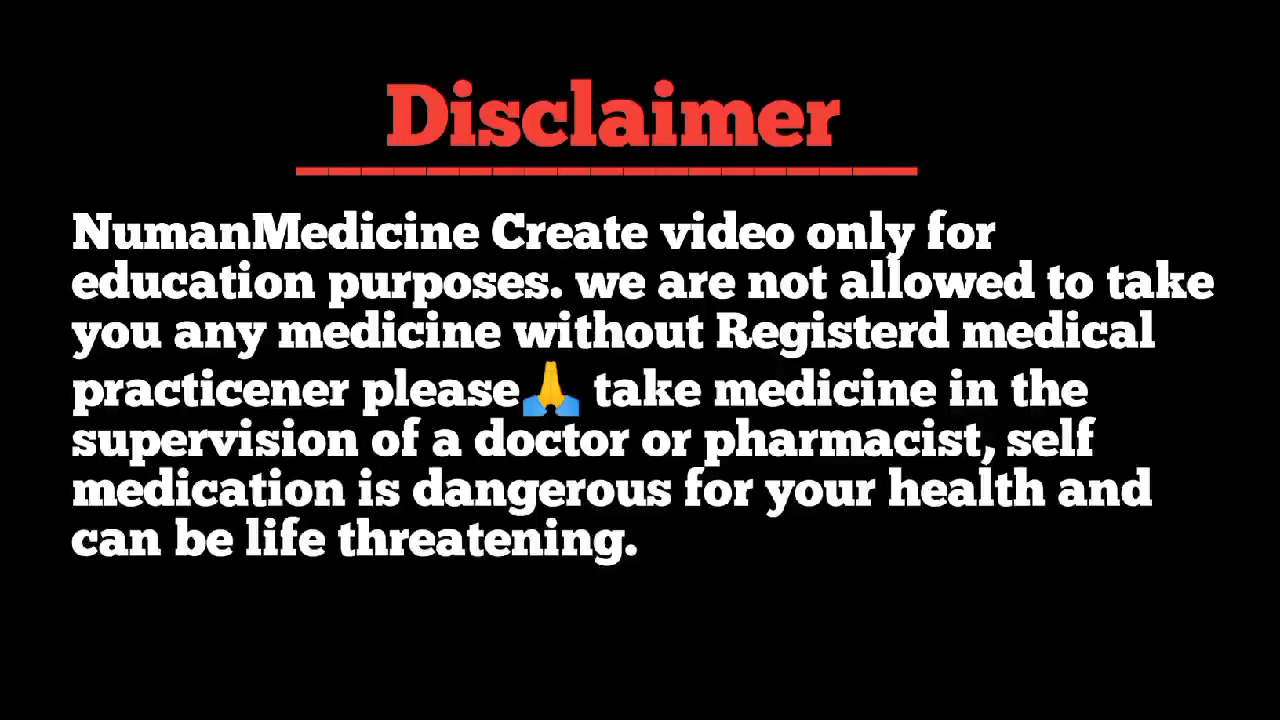 Disclaimer
NumanMedicine Create video only for
education purposes. we are not allowed to take
you any medicine without Registerd medical
practicener please🙏 take medicine in the
supervision of a doctor or pharmacist, self
medication is dangerous for your health and
can be life threatening.